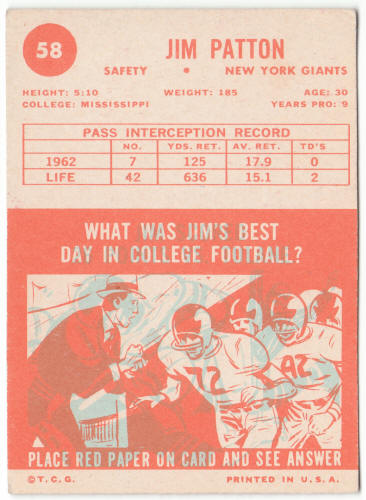 58
JIM PATTON
SAFETY • NEW YORK GIANTS
HEIGHT: 5:10 WEIGHT: 185 AGE: 30
COLLEGE: MISSISSIPPI YEARS PRO: 9
PASS INTERCEPTION RECORD
NO. YDS. RET. AV. RET. TD'S
1962 7 125 17.9 0
LIFE 42 636 15.1 2
WHAT WAS JIM'S BEST
DAY IN COLLEGE FOOTBALL?
72
82
PLACE RED PAPER ON CARD AND SEE ANSWER
© T.C.G. PRINTED IN U.S.A.